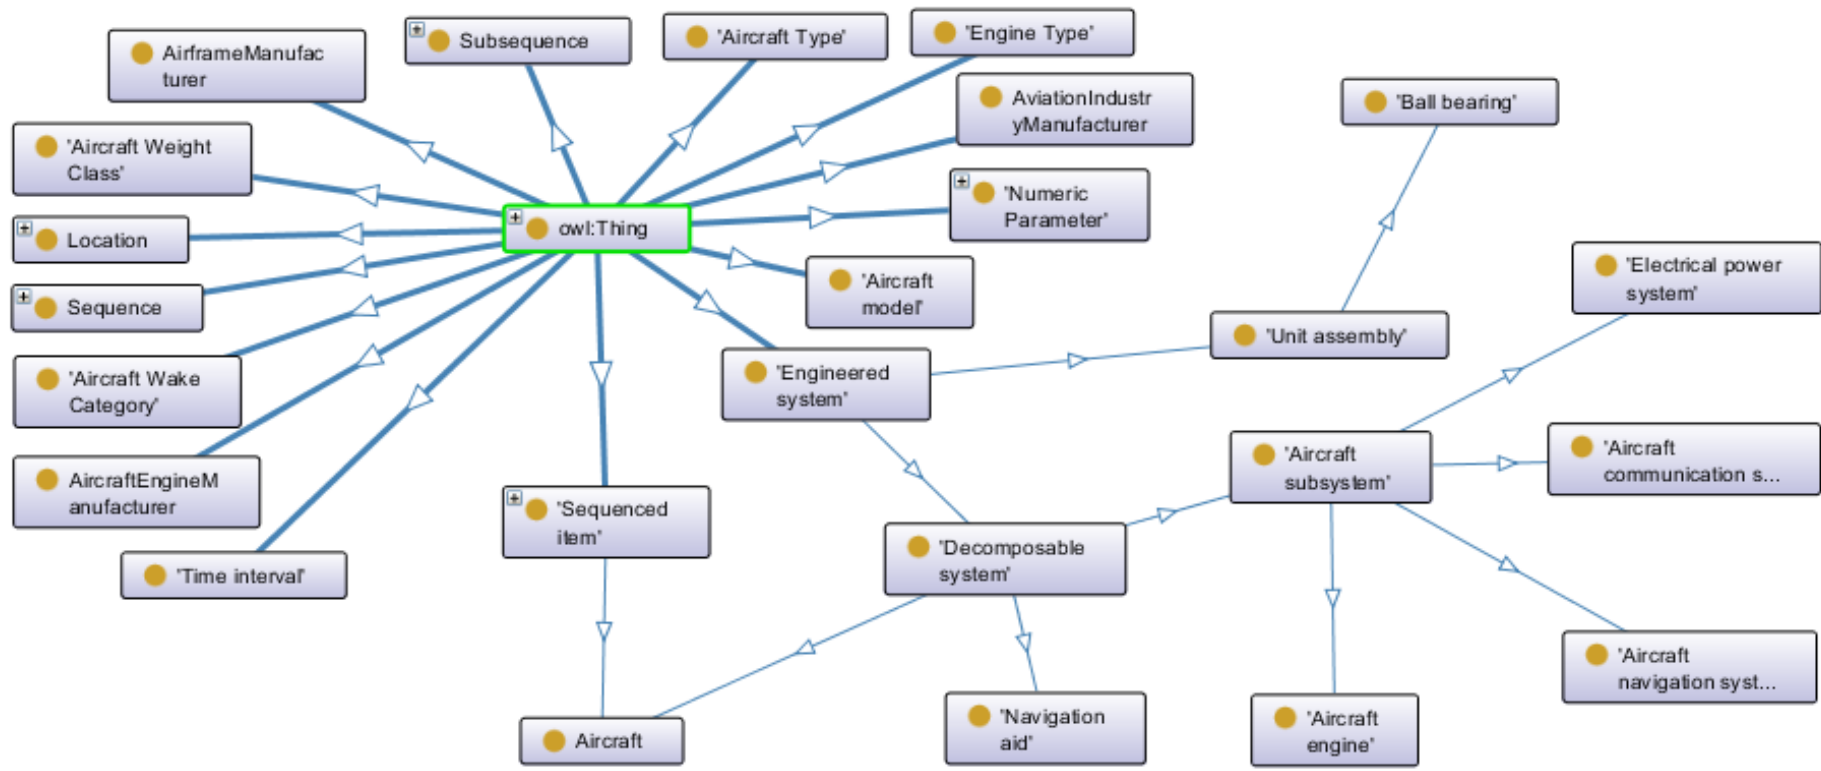 AirframeManufac
turer
Subsequence
'Aircraft Type'
'Engine Type'
AviationIndustr
yManufacturer
'Ball bearing'
'Aircraft Weight
Class'
'Numeric
Parameter'
Location
owl:Thing
'Electrical power
system'
Sequence
'Aircraft
model'
'Unit assembly'
'Aircraft Wake
Category'
'Engineered
system'
AircraftEngineM
anufacturer
'Sequenced
item'
'Aircraft
subsystem'
'Aircraft
communication s...
'Time interval'
'Decomposable
system'
'Aircraft
navigation syst...
Aircraft
'Navigation
aid'
'Aircraft
engine'